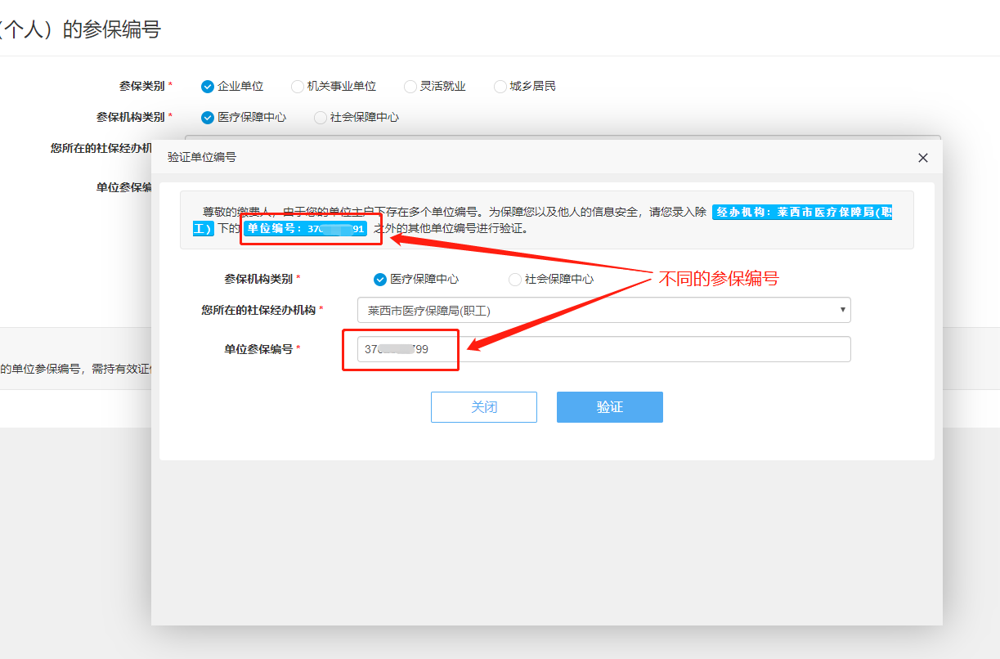 (个人）的参保编号
参保类别 * 企业单位 机关事业单位 灵活就业 城乡居民
参保机构类别 * 医疗保障中心 社会保障中心
您所在的社保经办机
验证单位编号
单位参保编
尊敬的缴费人，由于您的单位主户下存在多个单位编号。为保障您以及他人的信息安全，请您录入除 经办机构：莱西市医疗保障局(职
工) 下的 单位编号：37 91 之外的其他单位编号进行验证。
参保机构类别 * 医疗保障中心 社会保障中心
不同的参保编号
您所在的社保经办机构 * 莱西市医疗保障局(职工)
单位参保编号 * 37 799
的单位参保编号，需持有效证
关闭 验证